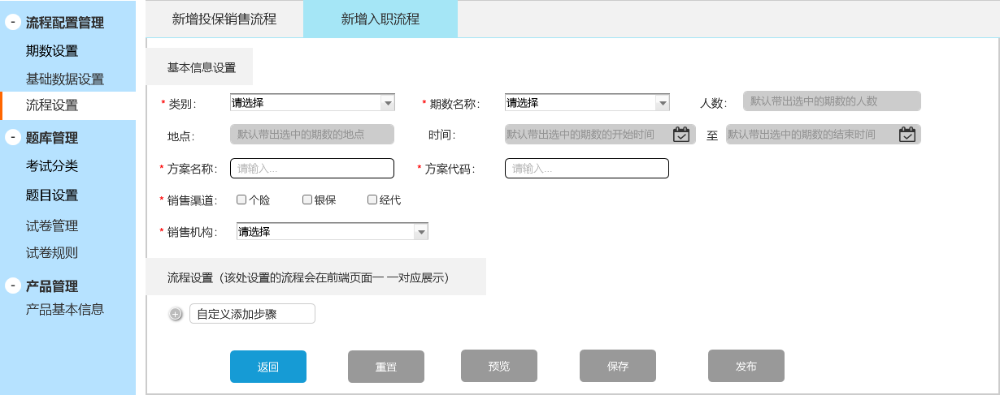 - 流程配置管理
期数设置
基础数据设置
流程设置
- 题库管理
考试分类
题目设置
试卷管理
试卷规则
- 产品管理
产品基本信息
新增投保销售流程 新增入职流程
基本信息设置
* 类别: 请选择 * 期数名称: 请选择 人数: 默认带出选中的期数的人数
地点: 默认带出选中的期数的地点 时间: 默认带出选中的期数的开始时间 至 默认带出选中的期数的结束时间
* 方案名称: 请输入... * 方案代码: 请输入...
* 销售渠道: 个险 银保 经代
* 销售机构: 请选择
流程设置（该处设置的流程会在前端页面一 一对应展示）
自定义添加步骤
返回 重置 预览 保存 发布